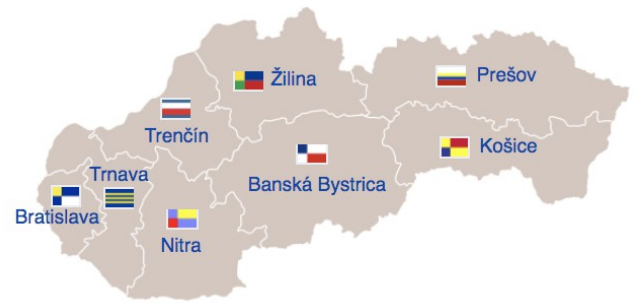 Žilina
Prešov
Trenčín
Košice
Trnava
Banská Bystrica
Bratislava
Nitra